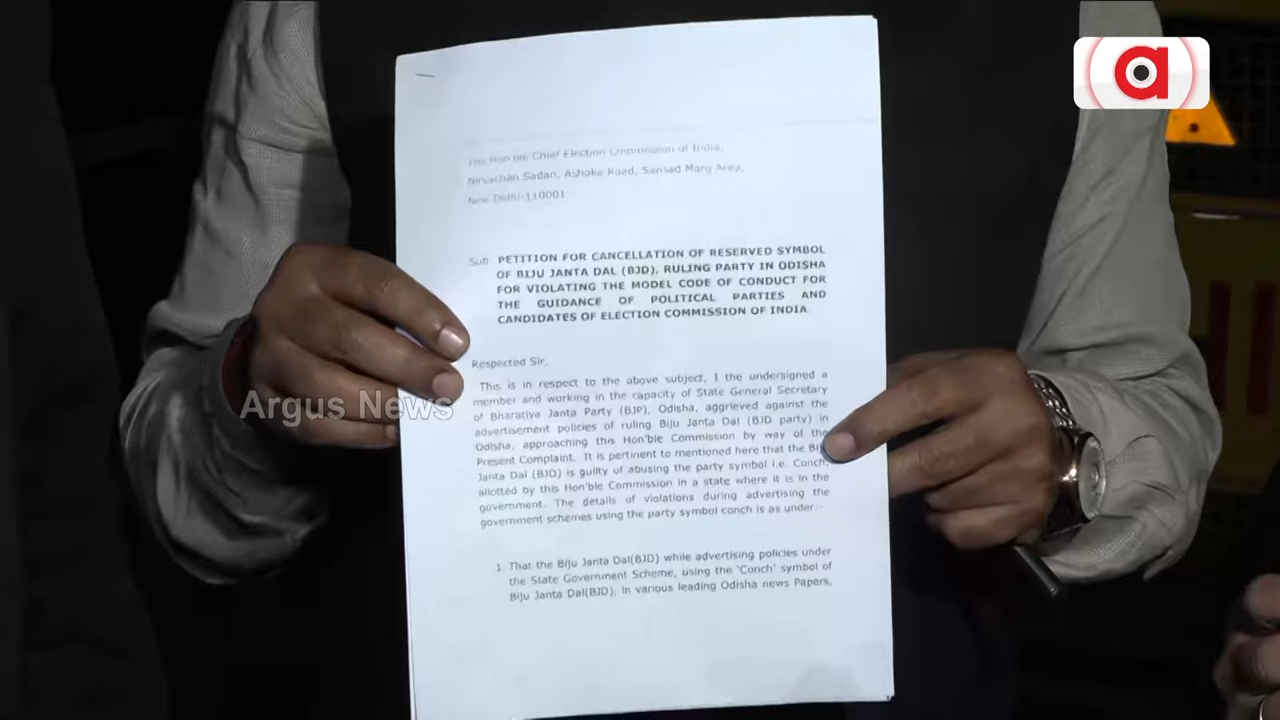 The Hon'ble Chief Election Commission of India,
Nirvachan Sadan, Ashoka Road, Sansad Marg Area,
New Delhi-110001
Sub: PETITION FOR CANCELLATION OF RESERVED SYMBOL
OF BIJU JANTA DAL (BJD), RULING PARTY IN ODISHA
FOR VIOLATING THE MODEL CODE OF CONDUCT FOR
THE GUIDANCE OF POLITICAL PARTIES AND
CANDIDATES OF ELECTION COMMISSION OF INDIA.
Respected Sir,
This is in respect to the above subject, I the undersigned a
member and working in the capacity of State General Secretary
of Bharativa Janta Party (BJP), Odisha, aggrieved against the
advertisement policies of ruling Biju Janta Dal (BJD party) in
Odisha, approaching this Hon'ble Commission by way of the
Present Complaint. It is pertinent to mentioned here that the
Janta Dal (BJD) is guilty of abusing the party symbol i.e. Conch,
allotted by this Hon'ble Commission in a state where it is in the
government. The details of violations during advertising the
government schemes using the party symbol conch is as under:-
1. That the Biju Janta Dal(BJD) while advertising policies under
the State Government Scheme, using the 'Conch' symbol of
Biju Janta Dal(BJD), in various leading Odisha news Papers,
Argus News
a